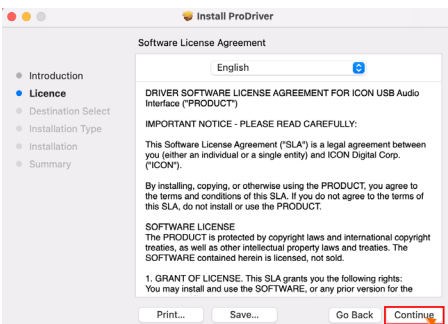 Install ProDriver
Software License Agreement
English
Introduction
Licence
Destination Select
Installation Type
Installation
Summary
DRIVER SOFTWARE LICENSE AGREEMENT FOR ICON USB Audio
Interface ("PRODUCT")
IMPORTANT NOTICE - PLEASE READ CAREFULLY:
This Software License Agreement ("SLA") is a legal agreement between
you (either an individual or a single entity) and ICON Digital Corp.
("ICON").
By installing, copying, or otherwise using the PRODUCT, you agree to
the terms and conditions of this SLA. If you do not agree to the terms of
this SLA, do not install or use the PRODUCT.
SOFTWARE LICENSE
The PRODUCT is protected by copyright laws and international copyright
treaties, as well as other intellectual property laws and treaties. The
SOFTWARE contained herein is licensed, not sold.
1. GRANT OF LICENSE. This SLA grants you the following rights:
You may install and use the SOFTWARE, or any prior version for the
Print... Save... Go Back Continue